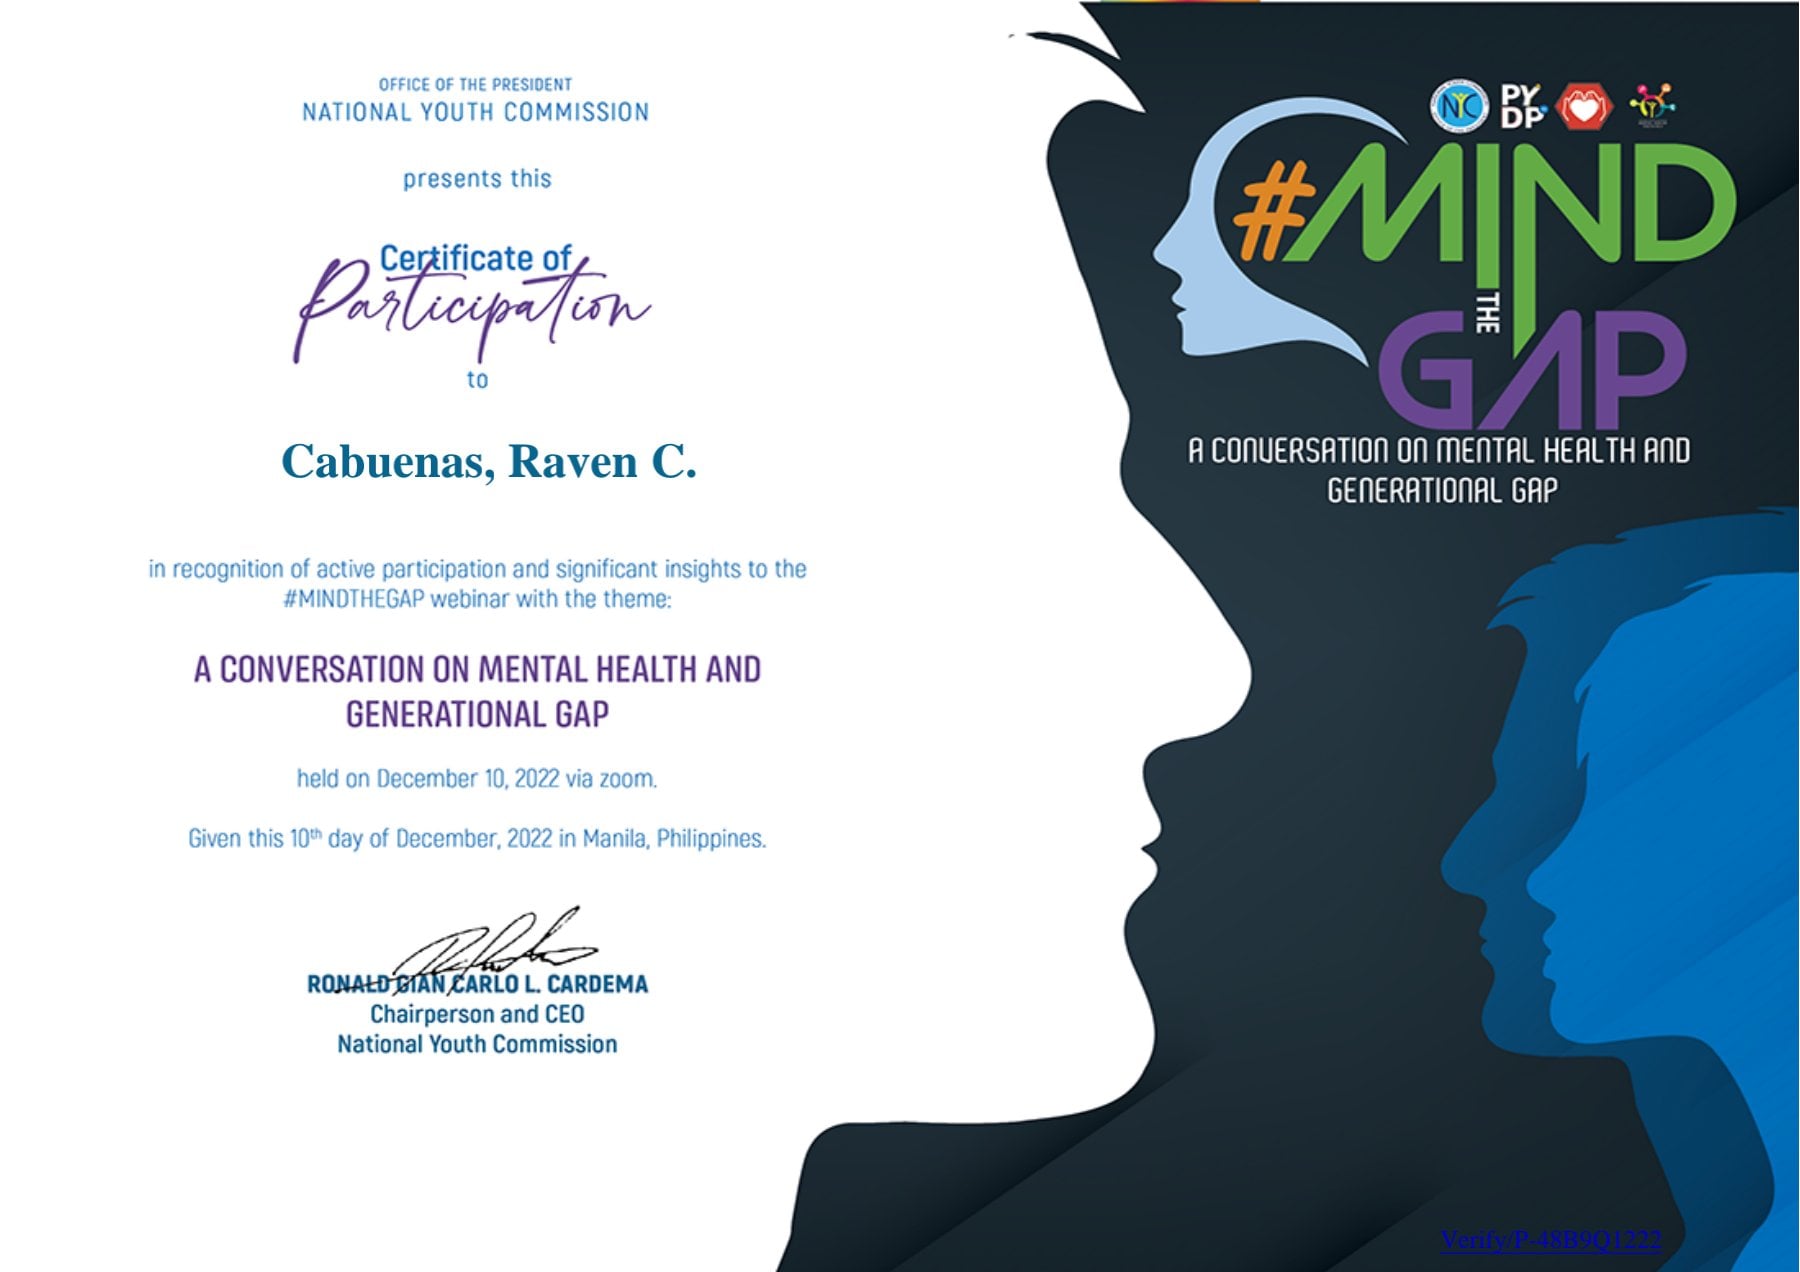 OFFICE OF THE PRESIDENT
NATIONAL YOUTH COMMISSION
presents this
Certificate of
Participation
to
Cabuenas, Raven C.
in recognition of active participation and significant insights to the
#MINDTHEGAP webinar with the theme:
A CONVERSATION ON MENTAL HEALTH AND
GENERATIONAL GAP
held on December 10, 2022 via zoom.
Given this 10th day of December, 2022 in Manila, Philippines.
RONALD GIAN CARLO L. CARDEMA
Chairperson and CEO
National Youth Commission
NYC
PY
DP
#MIND
THE
GAP
A CONVERSATION ON MENTAL HEALTH AND
GENERATIONAL GAP
Verify/P-48B9Q1222